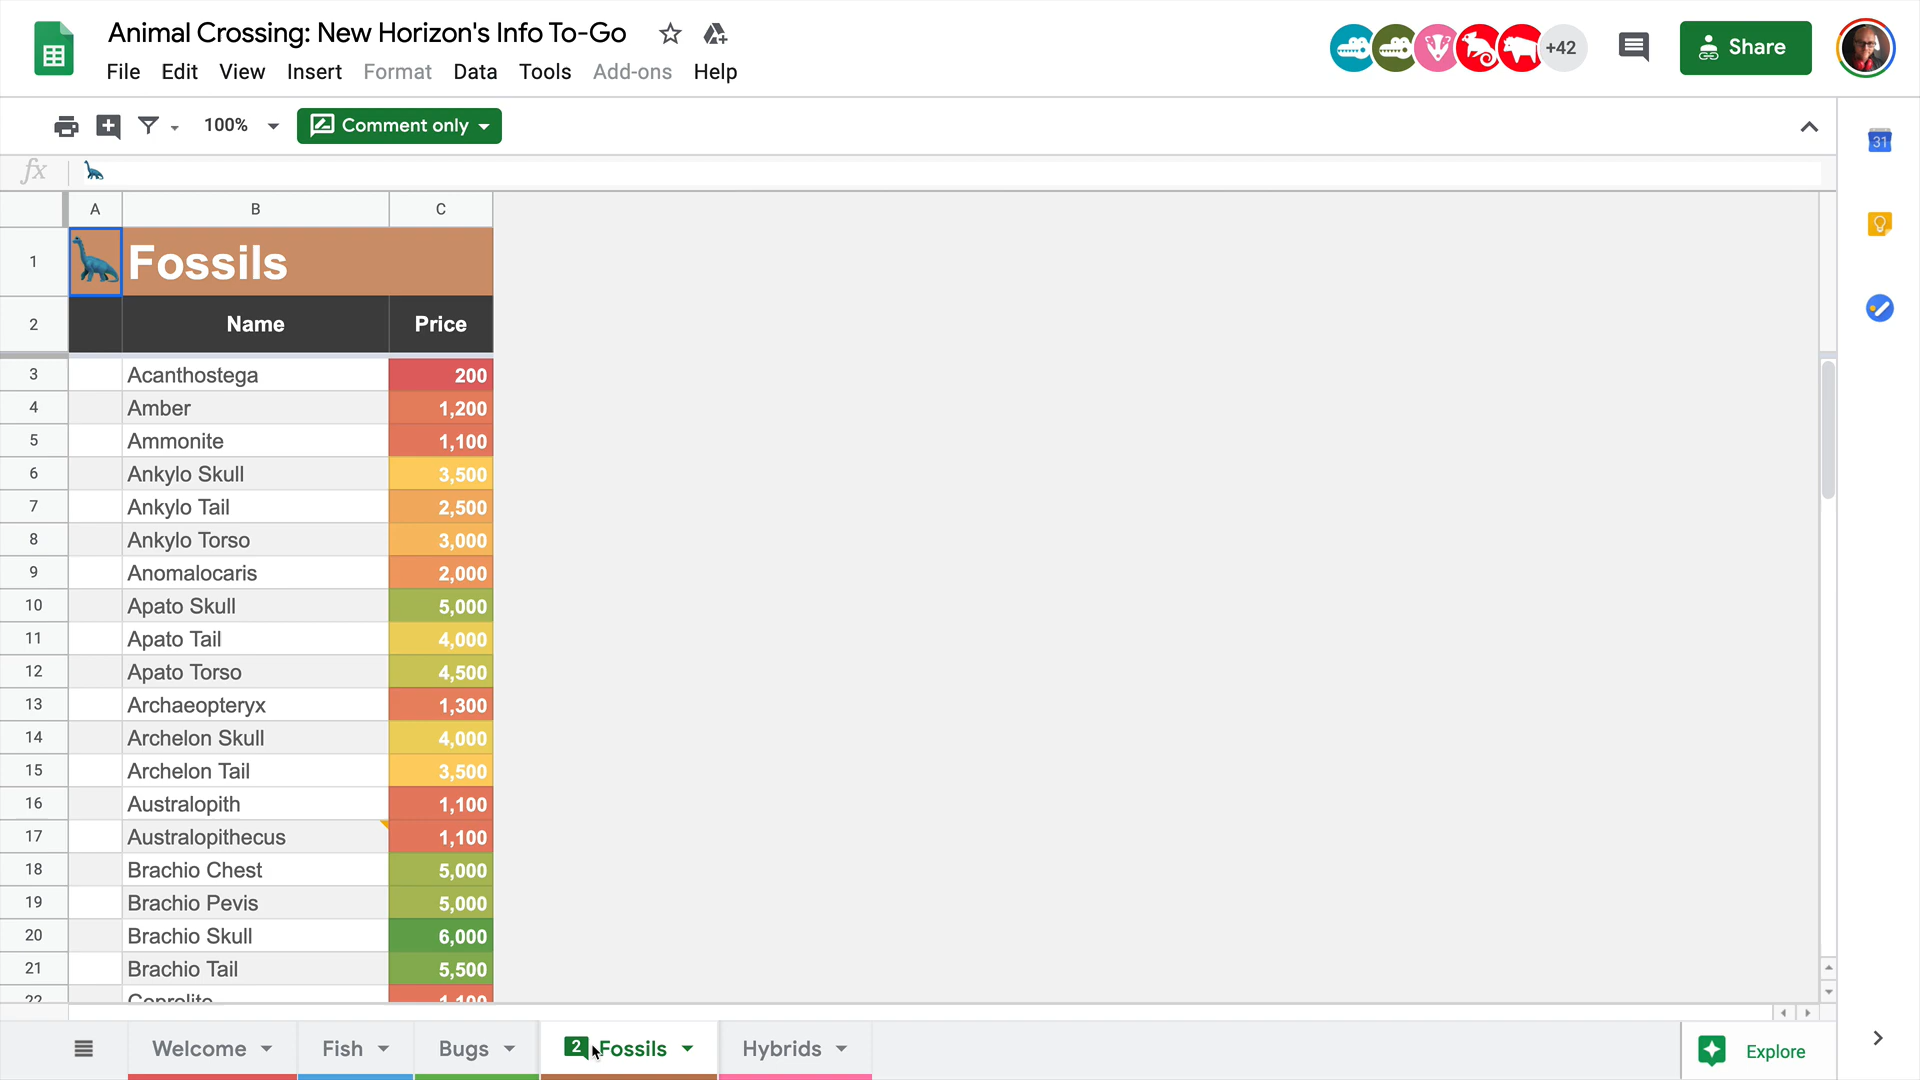 Animal Crossing: New Horizon's Info To-Go
+42
Share
File Edit View Insert Format Data Tools Add-ons Help
100% Comment only
31
fx
A B C
1 Fossils
2 Name Price
3 Acanthostega 200
4 Amber 1,200
5 Ammonite 1,100
6 Ankylo Skull 3,500
7 Ankylo Tail 2,500
8 Ankylo Torso 3,000
9 Anomalocaris 2,000
10 Apato Skull 5,000
11 Apato Tail 4,000
12 Apato Torso 4,500
13 Archaeopteryx 1,300
14 Archelon Skull 4,000
15 Archelon Tail 3,500
16 Australopith 1,100
17 Australopithecus 1,100
18 Brachio Chest 5,000
19 Brachio Pevis 5,000
20 Brachio Skull 6,000
21 Brachio Tail 5,500
22 Coprolite 1,100
Welcome Fish Bugs 2 Fossils Hybrids Explore